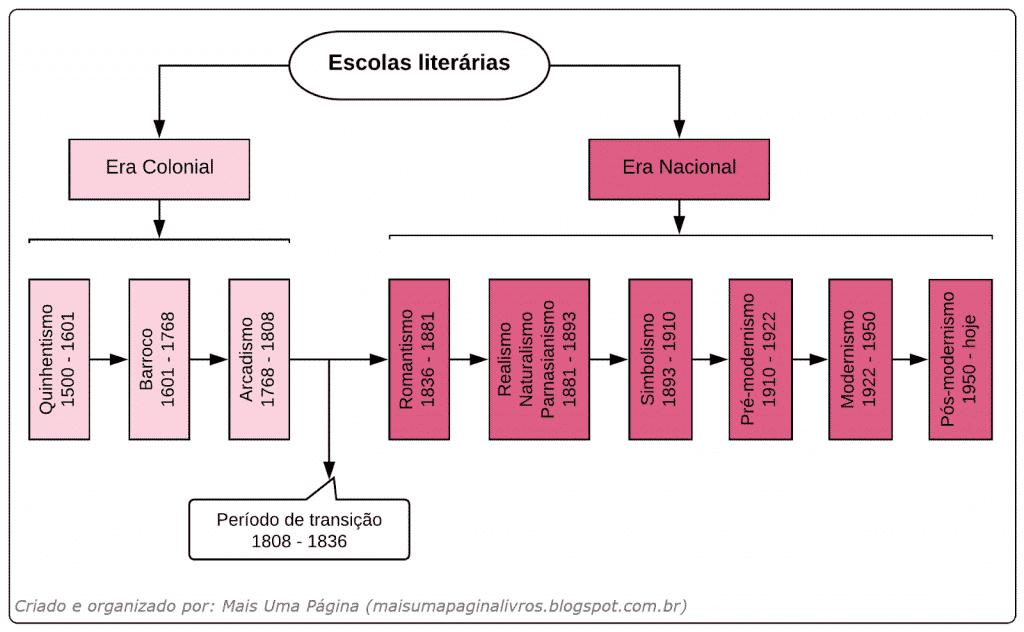 Escolas literárias
Era Colonial
Era Nacional
Quinhentismo
1500 - 1601
Barroco
1601 - 1768
Arcadismo
1768 - 1808
Romantismo
1836 - 1881
Realismo
Naturalismo
Parnasianismo
1881 - 1893
Simbolismo
1893 - 1910
Pré-modernismo
1910 - 1922
Modernismo
1922 - 1950
Pós-modernismo
1950 - hoje
Período de transição
1808 - 1836
Criado e organizado por: Mais Uma Página (maisumapaginalivros.blogspot.com.br)